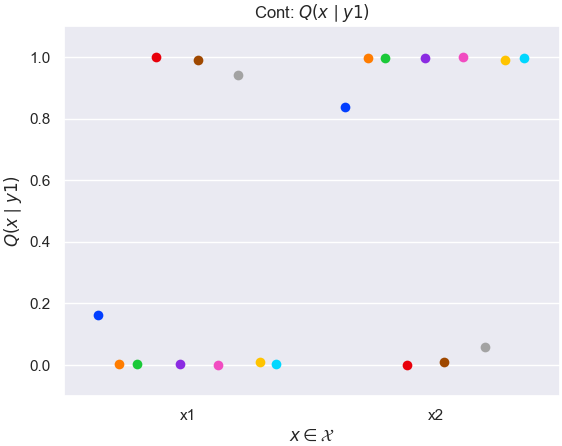 Cont: Q(x | y1)
Q(x | y1)
1.0
0.8
0.6
0.4
0.2
0.0
x1 x2
x ∈ 𝒳